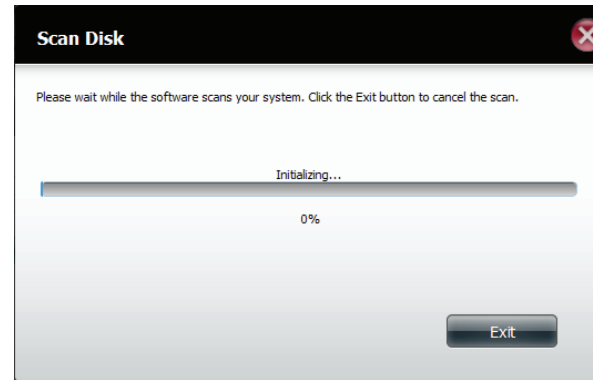 Scan Disk
Please wait while the software scans your system. Click the Exit button to cancel the scan.
Initializing...
0%
Exit